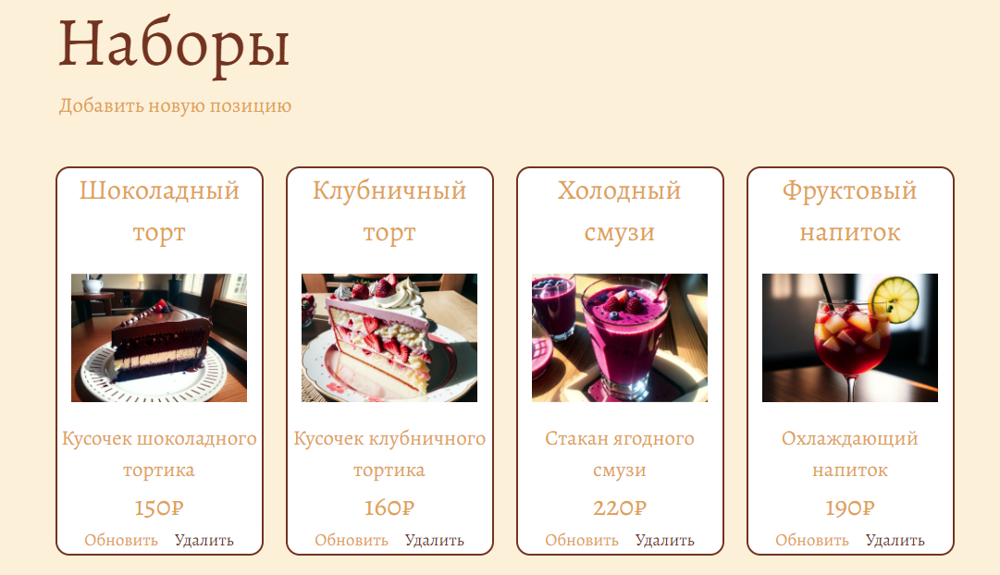 Наборы
Добавить новую позицию
Шоколадный
торт
Кусочек шоколадного
тортика
150₽
Обновить Удалить
Клубничный
торт
Кусочек клубничного
тортика
160₽
Обновить Удалить
Холодный
смузи
Стакан ягодного
смузи
220₽
Обновить Удалить
Фруктовый
напиток
Охлаждающий
напиток
190₽
Обновить Удалить